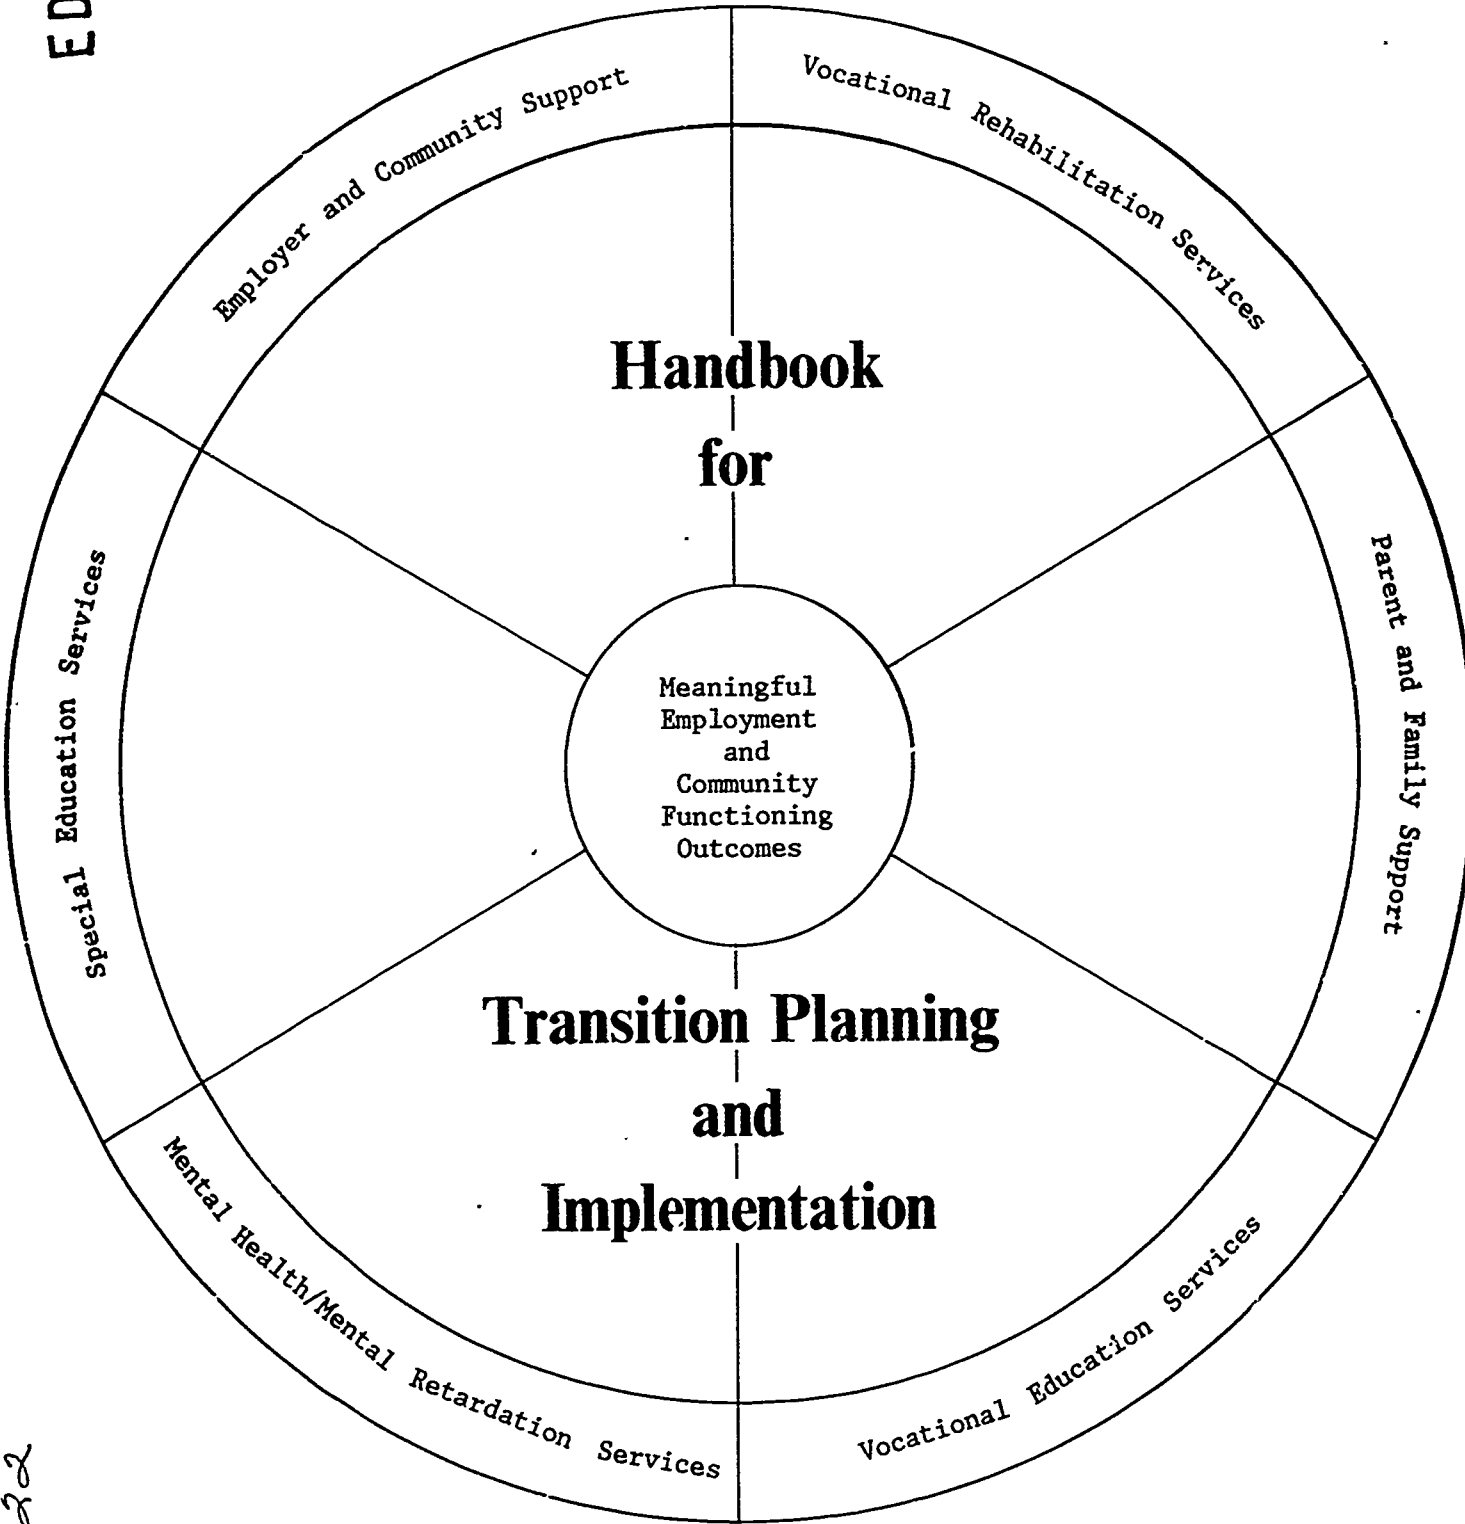 ED
Employer and Community Support
Vocational Rehabilitation Services
Handbook
for
Special Education Services
Parent and Family Support
Meaningful
Employment
and
Community
Functioning
Outcomes
Transition Planning
and
Implementation
Mental Health/Mental Retardation Services
Vocational Education Services
22